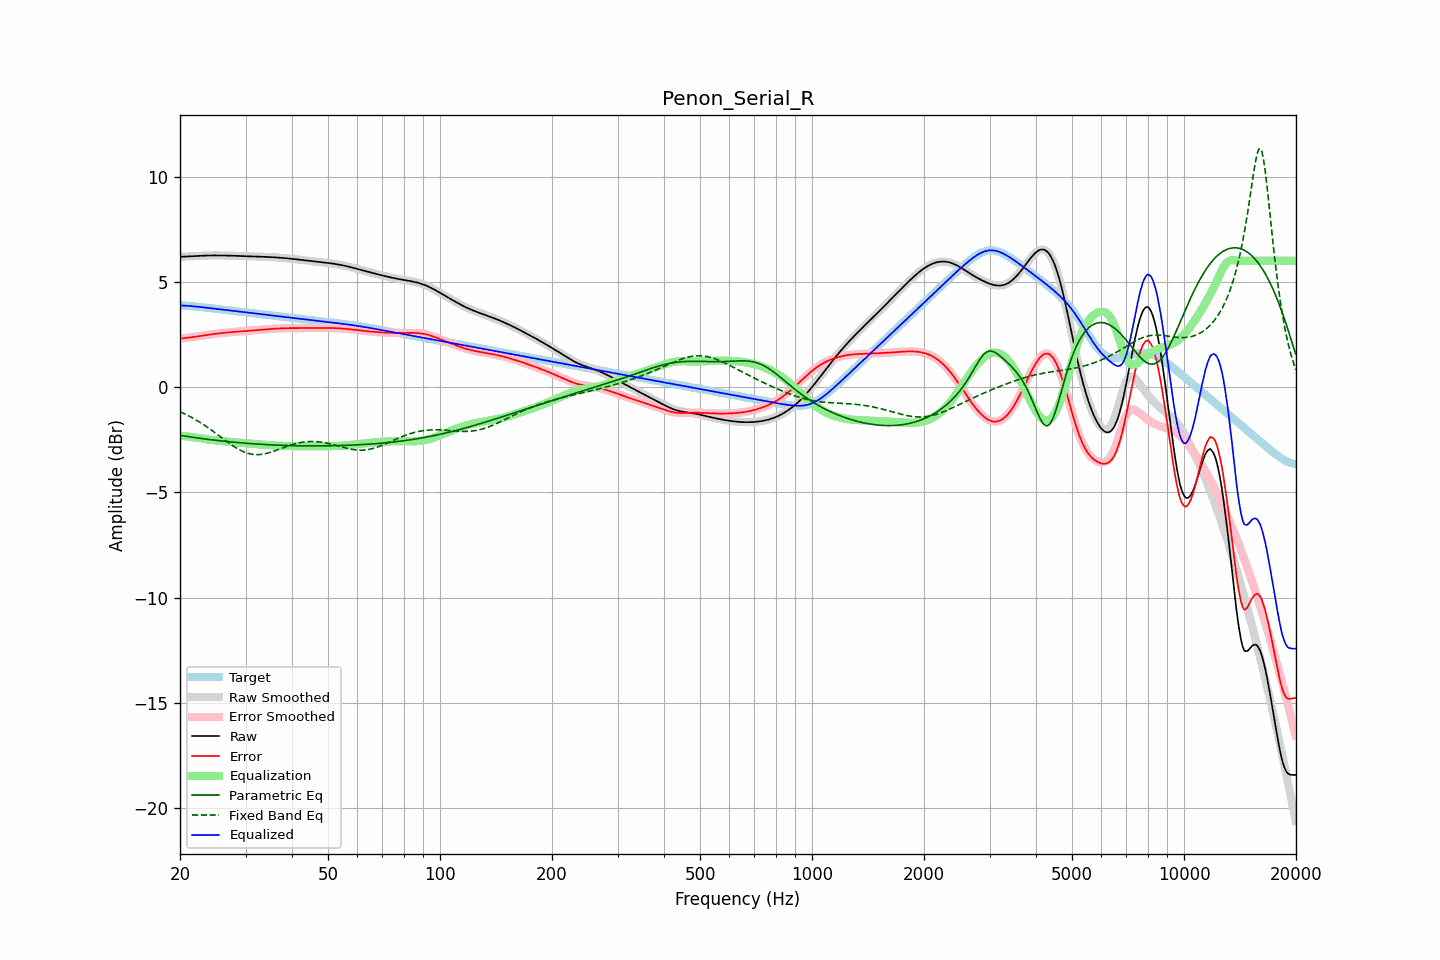 Penon_Serial_R
Amplitude (dBr)
10
5
0
−5
−10
−15
−20
Target
Raw Smoothed
Error Smoothed
Raw
Error
Equalization
Parametric Eq
Fixed Band Eq
Equalized
20 50 100 200 500 1000 2000 5000 10000 20000
Frequency (Hz)